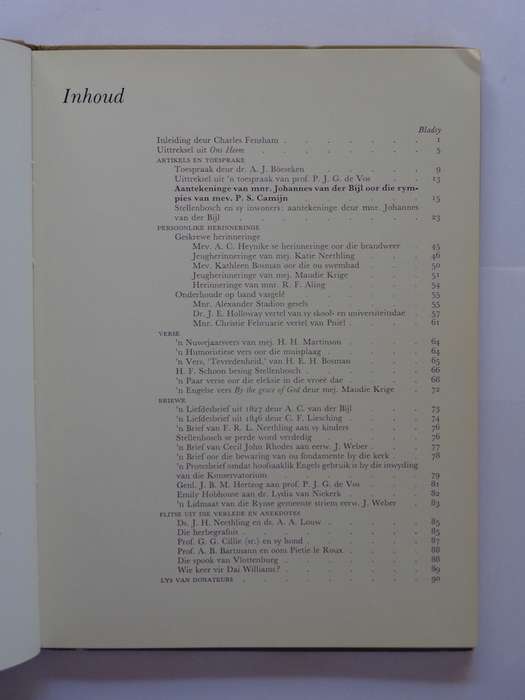 Inhoud
Bladsy
Inleiding deur Charles Fensham 1
Uittreksel uit Ons Heem 5
ARTIKELS EN TOESPRAKE
Toespraak deur dr. A. J. Böeseken 9
Uittreksel uit 'n toespraak van prof. P. J. G. de Vos 13
Aantekeninge van mnr. Johannes van der Bijl oor die rym-
pies van mev. P. S. Camijn 15
Stellenbosch en sy inwoners: aantekeninge deur mnr. Johannes
van der Bijl 23
PERSOONLIKE HERINNERINGE
Geskrewe herinneringe
Mev. A. C. Heyneke se herinneringe oor die brandweer 45
Jeugherinneringe van mej. Katie Neethling 46
Mev. Kathleen Bosman oor die ou swembad 50
Jeugherinneringe van mej. Maudie Krige 51
Herinneringe van mnr. R. F. Aling 54
Onderhoude op band vasgelê 55
Mnr. Alexander Stadion gesels 55
Dr. J. E. Holloway vertel van sy skool- en universiteitsdae 57
Mnr. Christie Februarie vertel van Pniël 61
VERSE
'n Nuwejaarsvers van mej. H. H. Martinson 64
'n Humoristiese vers oor die muisplaag 64
'n Vers, 'Tevredenheid,' van H. E. H. Bosman 65
H. F. Schoon besing Stellenbosch 66
'n Paar verse oor die eleksie in die vroeë dae 68
'n Engelse vers By the grace of God deur mej. Maudie Krige 72
BRIEWE
'n Liefdesbrief uit 1827 deur A. C. van der Bijl 73
'n Liefdesbrief uit 1846 deur C. F. Liesching 74
'n Brief van F. R. L. Neethling aan sy kinders 76
Stellenbosch se perde word verdedig 76
'n Brief van Cecil John Rhodes aan eerw. J. Weber 77
'n Brief oor die bewaring van ou fondamente by die kerk 78
'n Protesbrief omdat hoofsaaklik Engels gebruik is by die inwyding
van die Konservatorium 79
Genl. J. B. M. Hertzog aan prof. P. J. G. de Vos 81
Emily Hobhouse aan dr. Lydia van Niekerk 82
'n Lidmaat van die Rynse gemeente striem eerw. J. Weber 83
FLITSE UIT DIE VERLEDE EN ANEKDOTES
Ds. J. H. Neethling en ds. A. A. Louw 85
Die herbegrafnis 85
Prof. G. G. Cillie (sr.) en sy hond 87
Prof. A. B. Bartmann en oom Pietie le Roux 88
Die spook van Vlottenburg 88
Wie keer vir Dai Williams? 89
LYS VAN DONATEURS 90